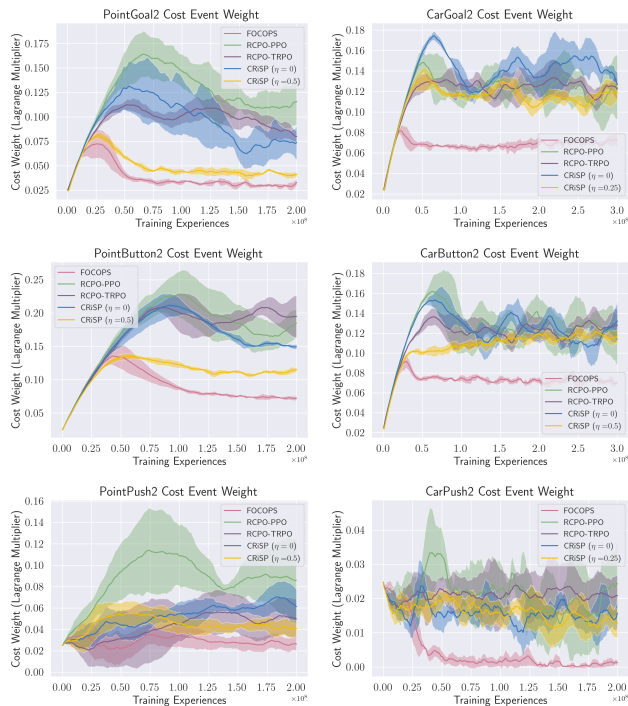 PointGoal2 Cost Event Weight
Cost Weight (Lagrange Multiplier)
0.175
0.150
0.125
0.100
0.075
0.050
0.025
FOCOPS
RCPO-PPO
RCPO-TRPO
CRiSP (η = 0)
CRiSP (η =0.5)
0.00 0.25 0.50 0.75 1.00 1.25 1.50 1.75 2.00
×10⁸
Training Experiences
CarGoal2 Cost Event Weight
Cost Weight (Lagrange Multiplier)
0.18
0.16
0.14
0.12
0.10
0.08
0.06
0.04
0.02
FOCOPS
RCPO-PPO
RCPO-TRPO
CRiSP (η = 0)
CRiSP (η =0.25)
0.0 0.5 1.0 1.5 2.0 2.5 3.0
×10⁸
Training Experiences
PointButton2 Cost Event Weight
Cost Weight (Lagrange Multiplier)
0.25
0.20
0.15
0.10
0.05
FOCOPS
RCPO-PPO
RCPO-TRPO
CRiSP (η = 0)
CRiSP (η =0.5)
0.00 0.25 0.50 0.75 1.00 1.25 1.50 1.75 2.00
×10⁸
Training Experiences
CarButton2 Cost Event Weight
Cost Weight (Lagrange Multiplier)
0.18
0.16
0.14
0.12
0.10
0.08
0.06
0.04
0.02
FOCOPS
RCPO-PPO
RCPO-TRPO
CRiSP (η = 0)
CRiSP (η =0.5)
0.0 0.5 1.0 1.5 2.0 2.5 3.0
×10⁸
Training Experiences
PointPush2 Cost Event Weight
Cost Weight (Lagrange Multiplier)
0.16
0.14
0.12
0.10
0.08
0.06
0.04
0.02
0.00
FOCOPS
RCPO-PPO
RCPO-TRPO
CRiSP (η = 0)
CRiSP (η =0.5)
0.00 0.25 0.50 0.75 1.00 1.25 1.50 1.75 2.00
×10⁸
Training Experiences
CarPush2 Cost Event Weight
Cost Weight (Lagrange Multiplier)
0.04
0.03
0.02
0.01
0.00
FOCOPS
RCPO-PPO
RCPO-TRPO
CRiSP (η = 0)
CRiSP (η =0.25)
0.00 0.25 0.50 0.75 1.00 1.25 1.50 1.75 2.00
×10⁸
Training Experiences